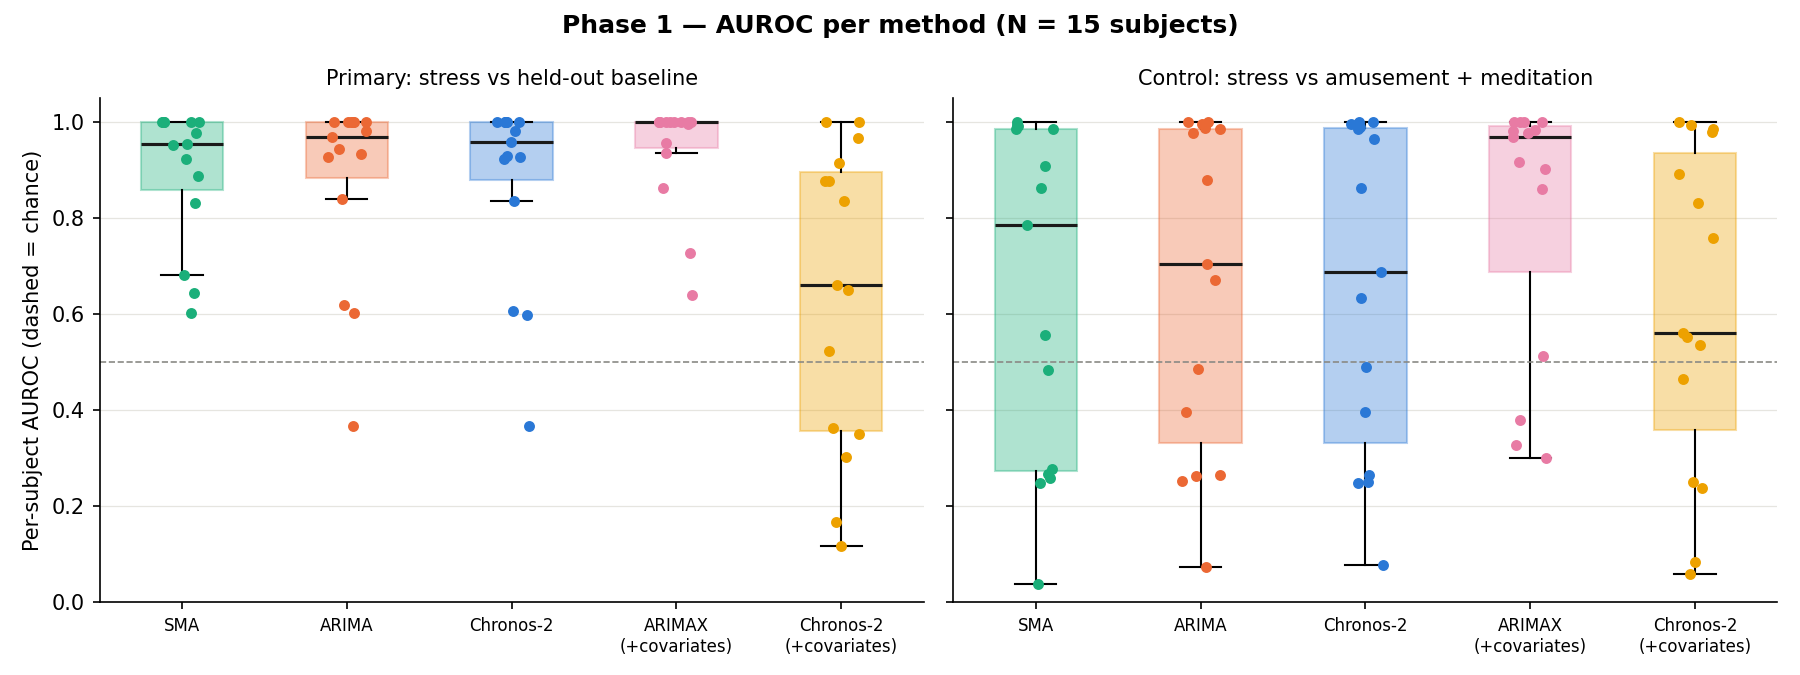 Phase 1 — AUROC per method (N = 15 subjects)
Primary: stress vs held-out baseline
Control: stress vs amusement + meditation
Per-subject AUROC (dashed = chance)
1.0
0.8
0.6
0.4
0.2
0.0
SMA
ARIMA
Chronos-2
ARIMAX
(+covariates)
Chronos-2
(+covariates)
SMA
ARIMA
Chronos-2
ARIMAX
(+covariates)
Chronos-2
(+covariates)